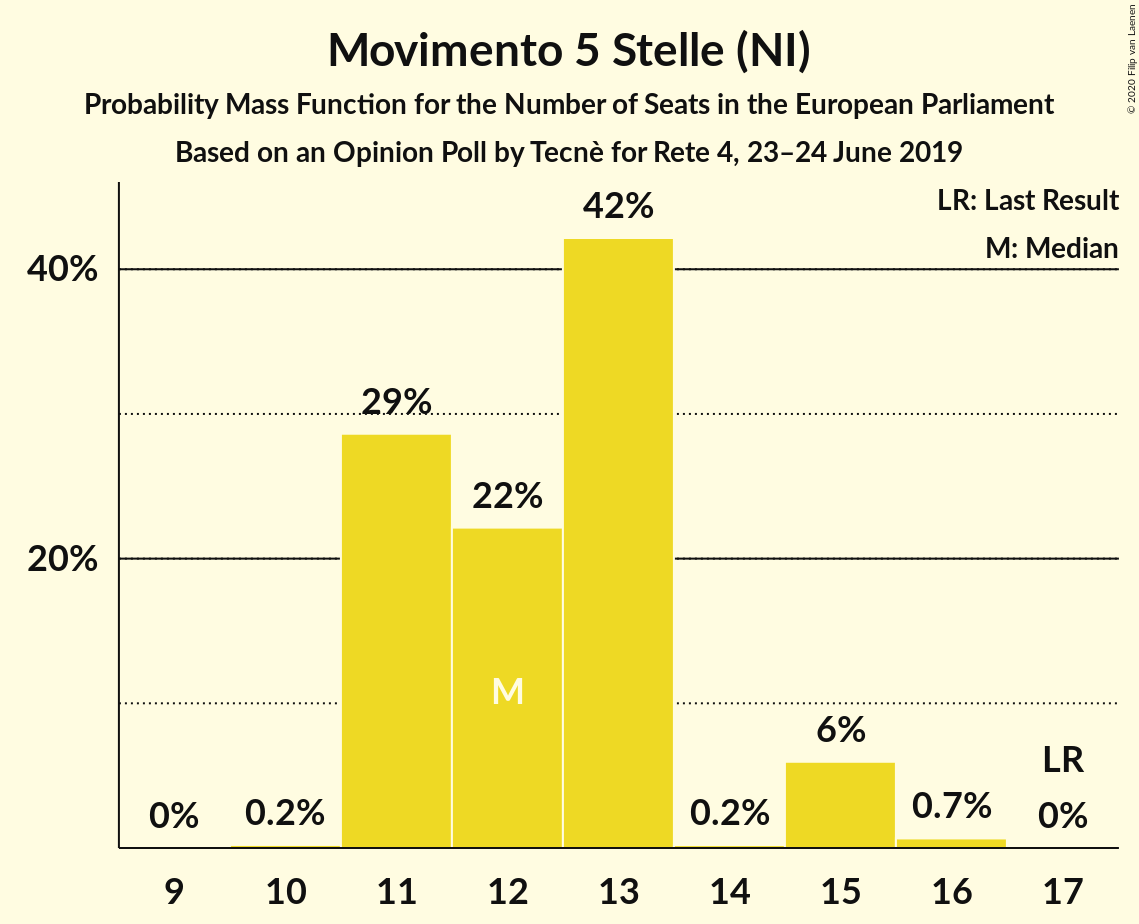 Movimento 5 Stelle (NI)
Probability Mass Function for the Number of Seats in the European Parliament
Based on an Opinion Poll by Tecnè for Rete 4, 23–24 June 2019
© 2020 Filip van Laenen
LR: Last Result
M: Median
40%
20%
0%
0.2%
29%
22%
M
42%
0.2%
6%
0.7%
LR
0%
9 10 11 12 13 14 15 16 17